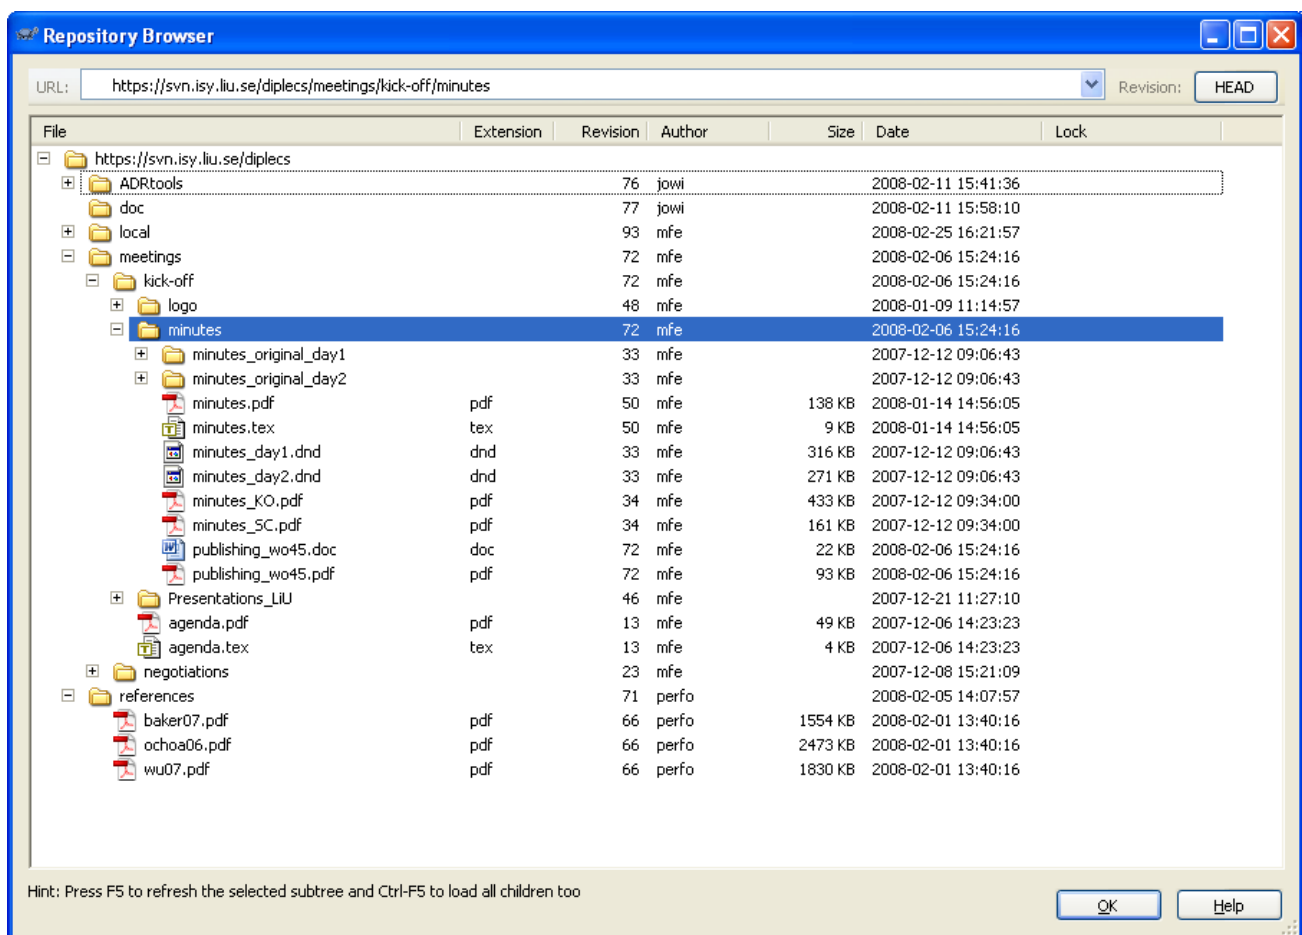 Repository Browser
URL: https://svn.isy.liu.se/diplecs/meetings/kick-off/minutes Revision: HEAD
File Extension Revision Author Size Date Lock
https://svn.isy.liu.se/diplecs
ADRtools 76 jowi 2008-02-11 15:41:36
doc 77 jowi 2008-02-11 15:58:10
local 93 mfe 2008-02-25 16:21:57
meetings 72 mfe 2008-02-06 15:24:16
kick-off 72 mfe 2008-02-06 15:24:16
logo 48 mfe 2008-01-09 11:14:57
minutes 72 mfe 2008-02-06 15:24:16
minutes_original_day1 33 mfe 2007-12-12 09:06:43
minutes_original_day2 33 mfe 2007-12-12 09:06:43
minutes.pdf pdf 50 mfe 138 KB 2008-01-14 14:56:05
minutes.tex tex 50 mfe 9 KB 2008-01-14 14:56:05
minutes_day1.dnd dnd 33 mfe 316 KB 2007-12-12 09:06:43
minutes_day2.dnd dnd 33 mfe 271 KB 2007-12-12 09:06:43
minutes_KO.pdf pdf 34 mfe 433 KB 2007-12-12 09:34:00
minutes_SC.pdf pdf 34 mfe 161 KB 2007-12-12 09:34:00
publishing_wo45.doc doc 72 mfe 22 KB 2008-02-06 15:24:16
publishing_wo45.pdf pdf 72 mfe 93 KB 2008-02-06 15:24:16
Presentations_LiU 46 mfe 2007-12-21 11:27:10
agenda.pdf pdf 13 mfe 49 KB 2007-12-06 14:23:23
agenda.tex tex 13 mfe 4 KB 2007-12-06 14:23:23
negotiations 23 mfe 2007-12-08 15:21:09
references 71 perfo 2008-02-05 14:07:57
baker07.pdf pdf 66 perfo 1554 KB 2008-02-01 13:40:16
ochoa06.pdf pdf 66 perfo 2473 KB 2008-02-01 13:40:16
wu07.pdf pdf 66 perfo 1830 KB 2008-02-01 13:40:16
Hint: Press F5 to refresh the selected subtree and Ctrl-F5 to load all children too
OK Help